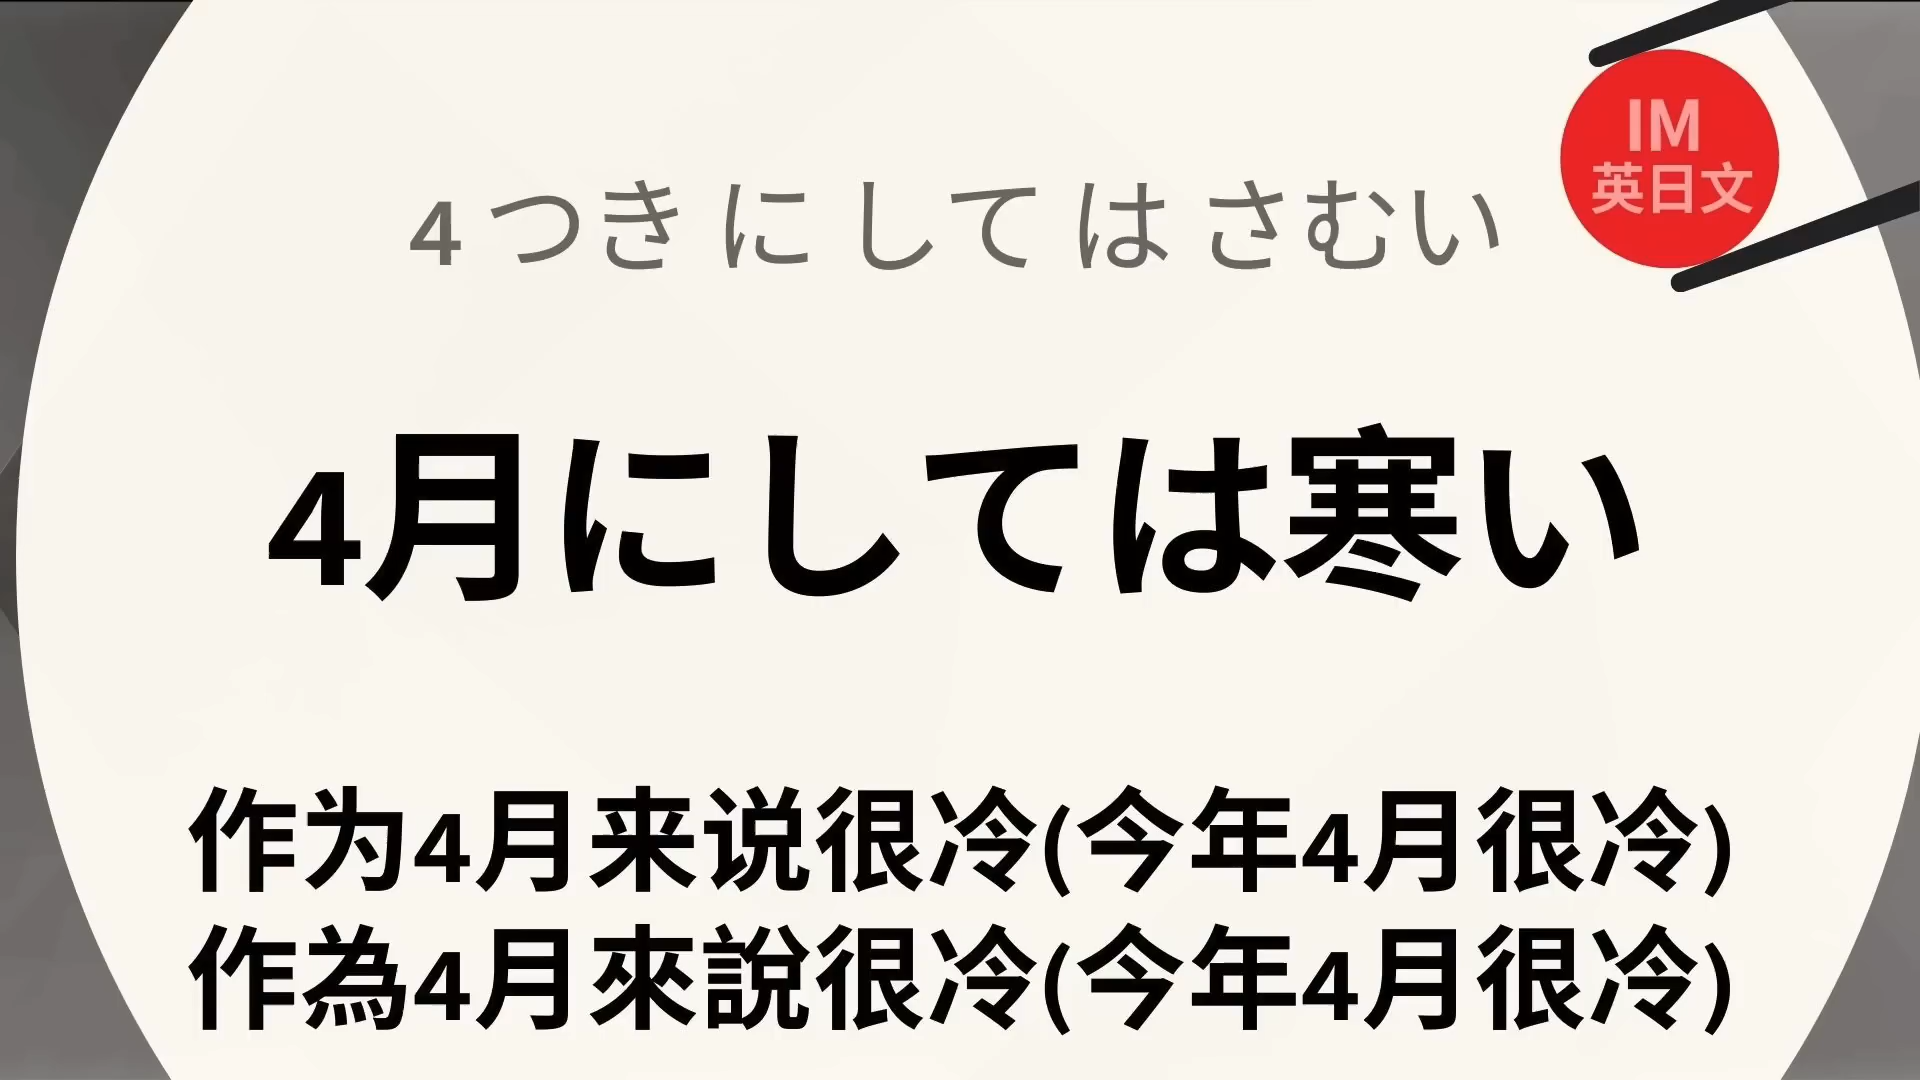 IM
英日文
4 つき に して は さむい
4月にしては寒い
作为4月来说很冷(今年4月很冷)
作為4月來說很冷(今年4月很冷)